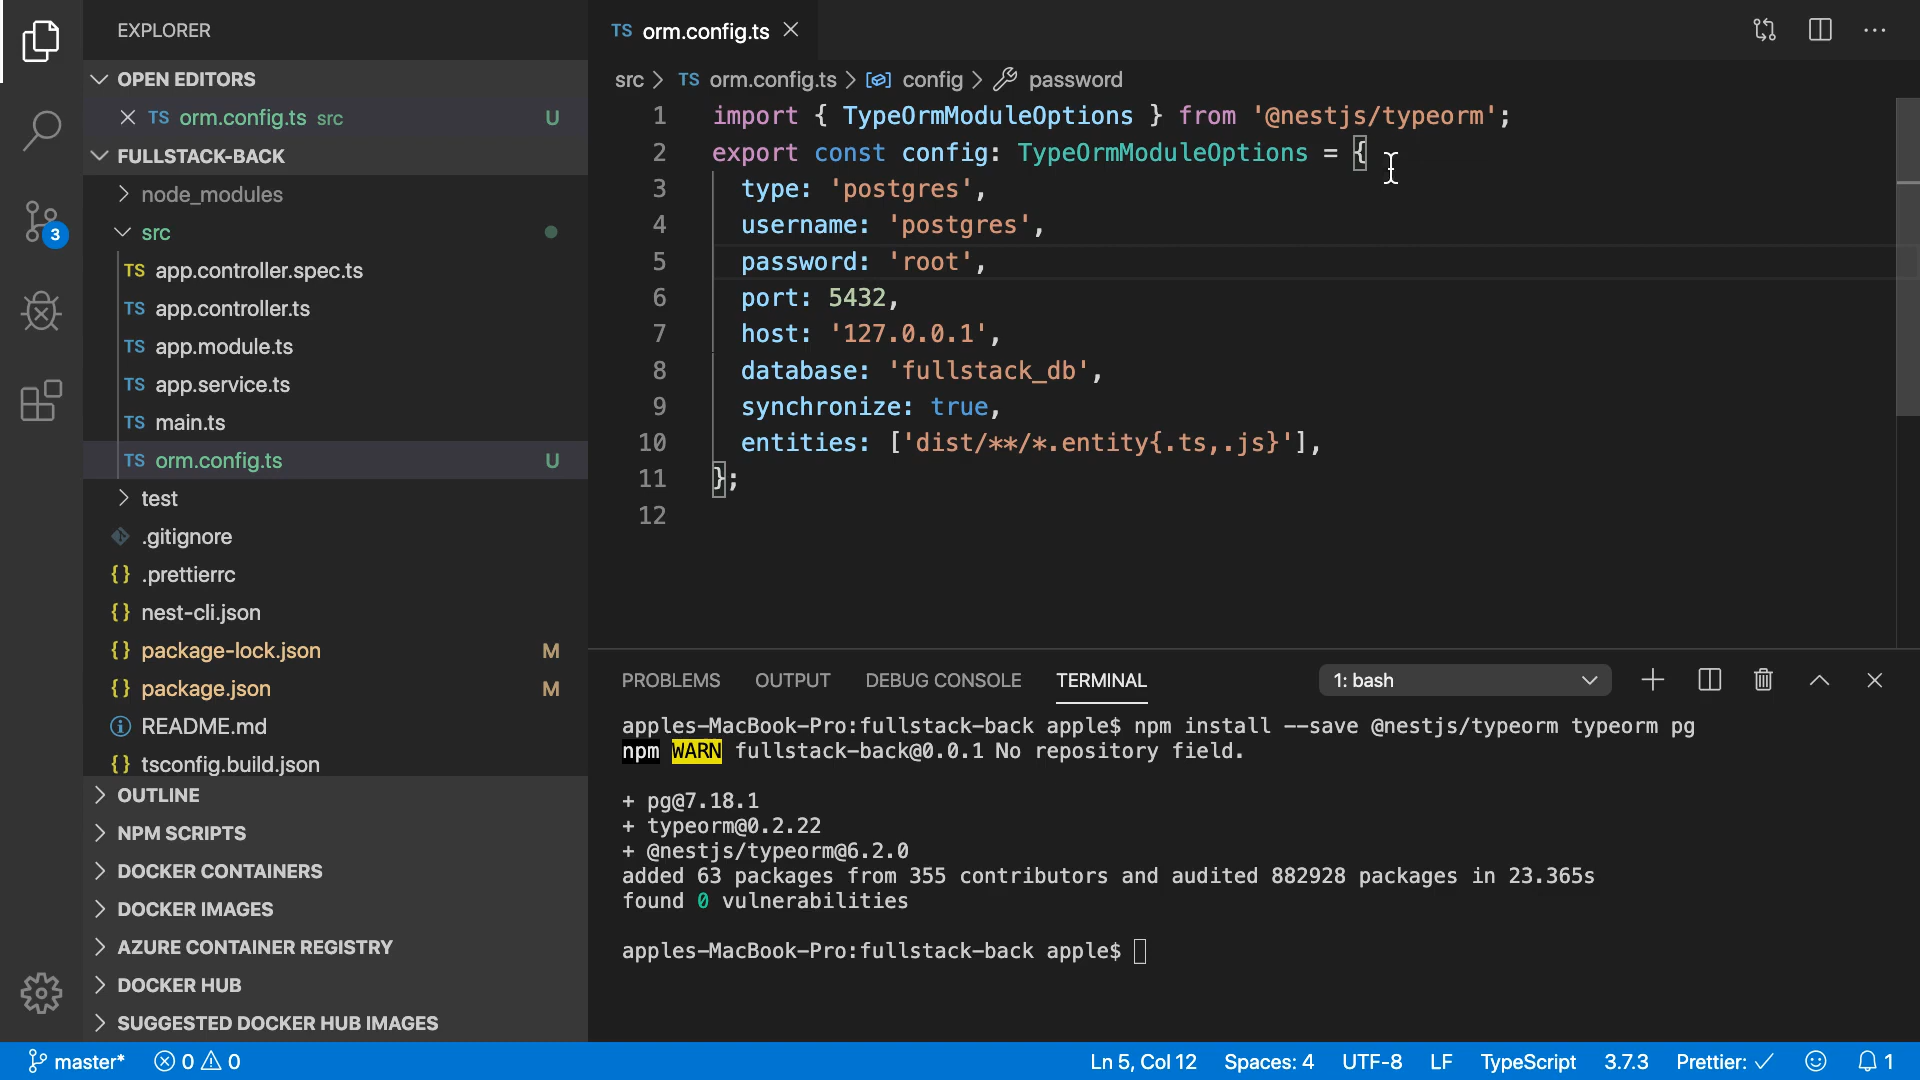 EXPLORER
OPEN EDITORS
TS orm.config.ts src U
FULLSTACK-BACK
node_modules
src
TS app.controller.spec.ts
TS app.controller.ts
TS app.module.ts
TS app.service.ts
TS main.ts
TS orm.config.ts U
test
.gitignore
{} .prettierrc
{} nest-cli.json
{} package-lock.json M
{} package.json M
README.md
{} tsconfig.build.json
OUTLINE
NPM SCRIPTS
DOCKER CONTAINERS
DOCKER IMAGES
AZURE CONTAINER REGISTRY
DOCKER HUB
SUGGESTED DOCKER HUB IMAGES
3
TS orm.config.ts
src > TS orm.config.ts > config > password
1 import { TypeOrmModuleOptions } from '@nestjs/typeorm';
2 export const config: TypeOrmModuleOptions = {
3 type: 'postgres',
4 username: 'postgres',
5 password: 'root',
6 port: 5432,
7 host: '127.0.0.1',
8 database: 'fullstack_db',
9 synchronize: true,
10 entities: ['dist/**/*.entity{.ts,.js}'],
11 };
12
PROBLEMS OUTPUT DEBUG CONSOLE TERMINAL 1: bash
apples-MacBook-Pro:fullstack-back apple$ npm install --save @nestjs/typeorm typeorm pg
npm WARN fullstack-back@0.0.1 No repository field.
+ pg@7.18.1
+ typeorm@0.2.22
+ @nestjs/typeorm@6.2.0
added 63 packages from 355 contributors and audited 882928 packages in 23.365s
found 0 vulnerabilities
apples-MacBook-Pro:fullstack-back apple$
master* 0 0 Ln 5, Col 12 Spaces: 4 UTF-8 LF TypeScript 3.7.3 Prettier: ✓ 1